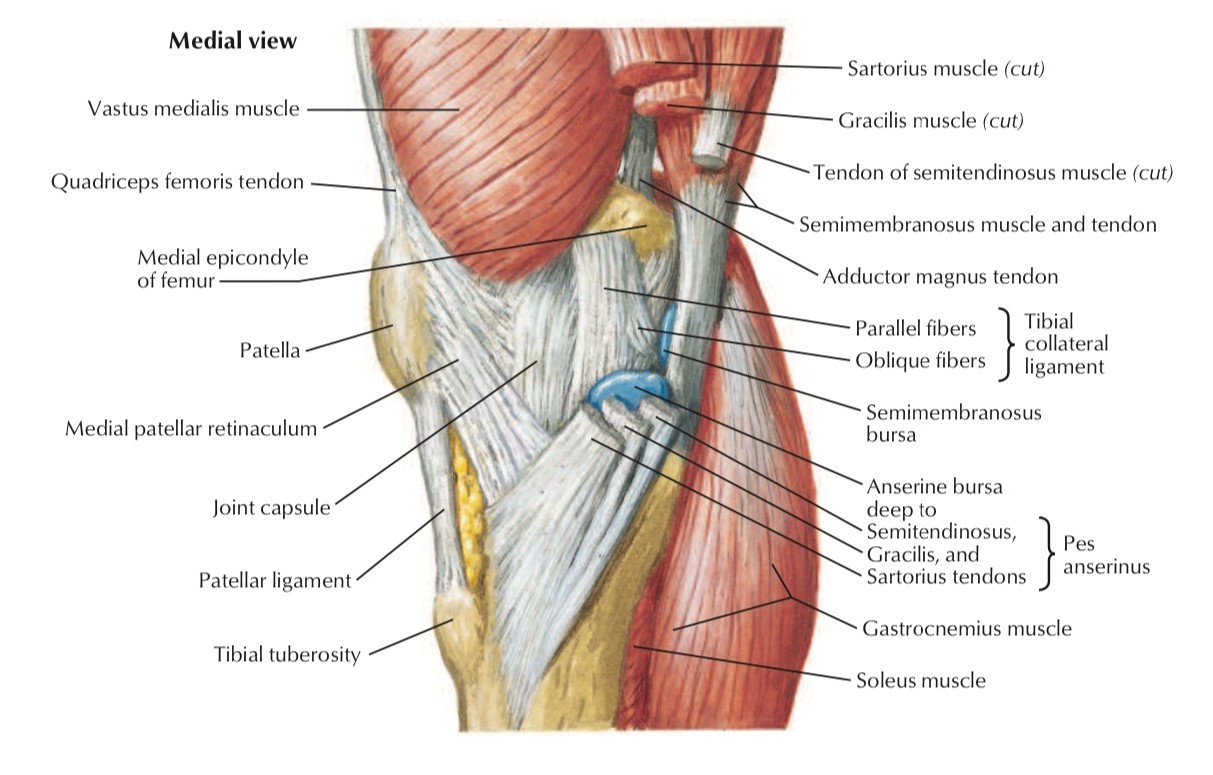 Medial view
Vastus medialis muscle
Quadriceps femoris tendon
Medial epicondyle
of femur
Patella
Medial patellar retinaculum
Joint capsule
Patellar ligament
Tibial tuberosity
Sartorius muscle (cut)
Gracilis muscle (cut)
Tendon of semitendinosus muscle (cut)
Semimembranosus muscle and tendon
Adductor magnus tendon
Parallel fibers
Oblique fibers
Tibial
collateral
ligament
Semimembranosus
bursa
Anserine bursa
deep to
Semitendinosus,
Gracilis, and
Sartorius tendons
Pes
anserinus
Gastrocnemius muscle
Soleus muscle